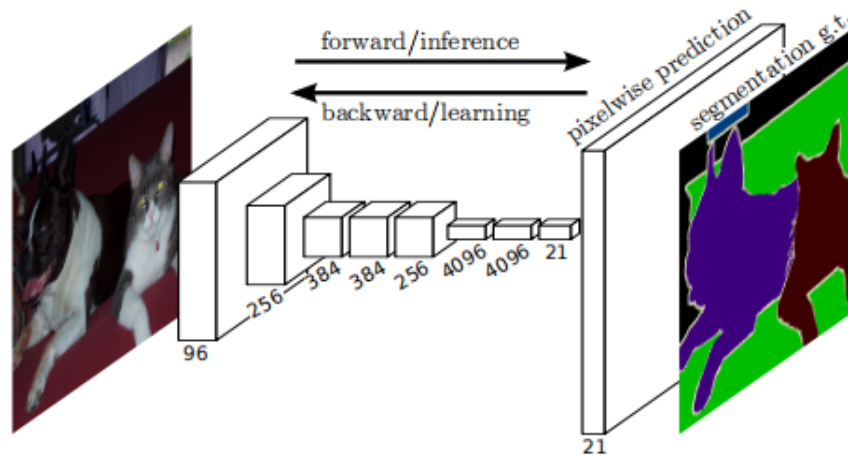 forward/inference
backward/learning
pixelwise prediction
segmentation g.t.
96
256
384
384
256
4096
4096
21
21